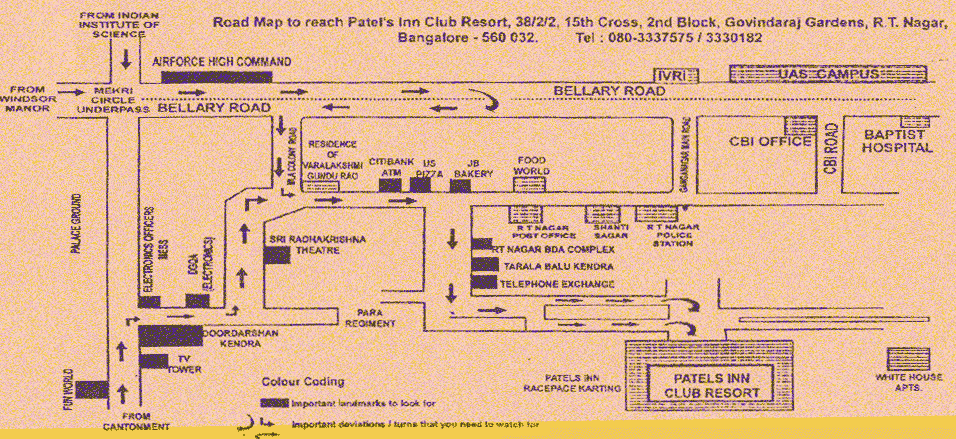 Road Map to reach Patel's Inn Club Resort, 38/2/2, 15th Cross, 2nd Block, Govindaraj Gardens, R.T. Nagar,
Bangalore - 560 032. Tel : 080-3337575 / 3330182
FROM INDIAN
INSTITUTE OF
SCIENCE
AIRFORCE HIGH COMMAND
IVRI
UAS CAMPUS
FROM
WINDSOR
MANOR
MEKRI
CIRCLE
UNDERPASS
BELLARY ROAD
BELLARY ROAD
MLA COLONY ROAD
RESIDENCE
OF
VARALAKSHMI
GUNDU RAO
CITIBANK
ATM
US
PIZZA
JB
BAKERY
FOOD
WORLD
GANGANAGAR MAIN ROAD
CBI OFFICE
CBI ROAD
BAPTIST
HOSPITAL
PALACE GROUND
ELECTRONICS OFFICERS
MESS
DGQA
(ELECTRONICS)
SRI RADHAKRISHNA
THEATRE
R T NAGAR
POST OFFICE
SHANTI
SAGAR
R T NAGAR
POLICE
STATION
RT NAGAR BDA COMPLEX
TARALA BALU KENDRA
TELEPHONE EXCHANGE
PARA
REGIMENT
DOORDARSHAN
KENDRA
TV
TOWER
FUN WORLD
FROM
CANTONMENT
PATELS INN
RACEPACE KARTING
PATELS INN
CLUB RESORT
WHITE HOUSE
APTS.
Colour Coding
Important landmarks to look for
Important deviations / turns that you need to watch for